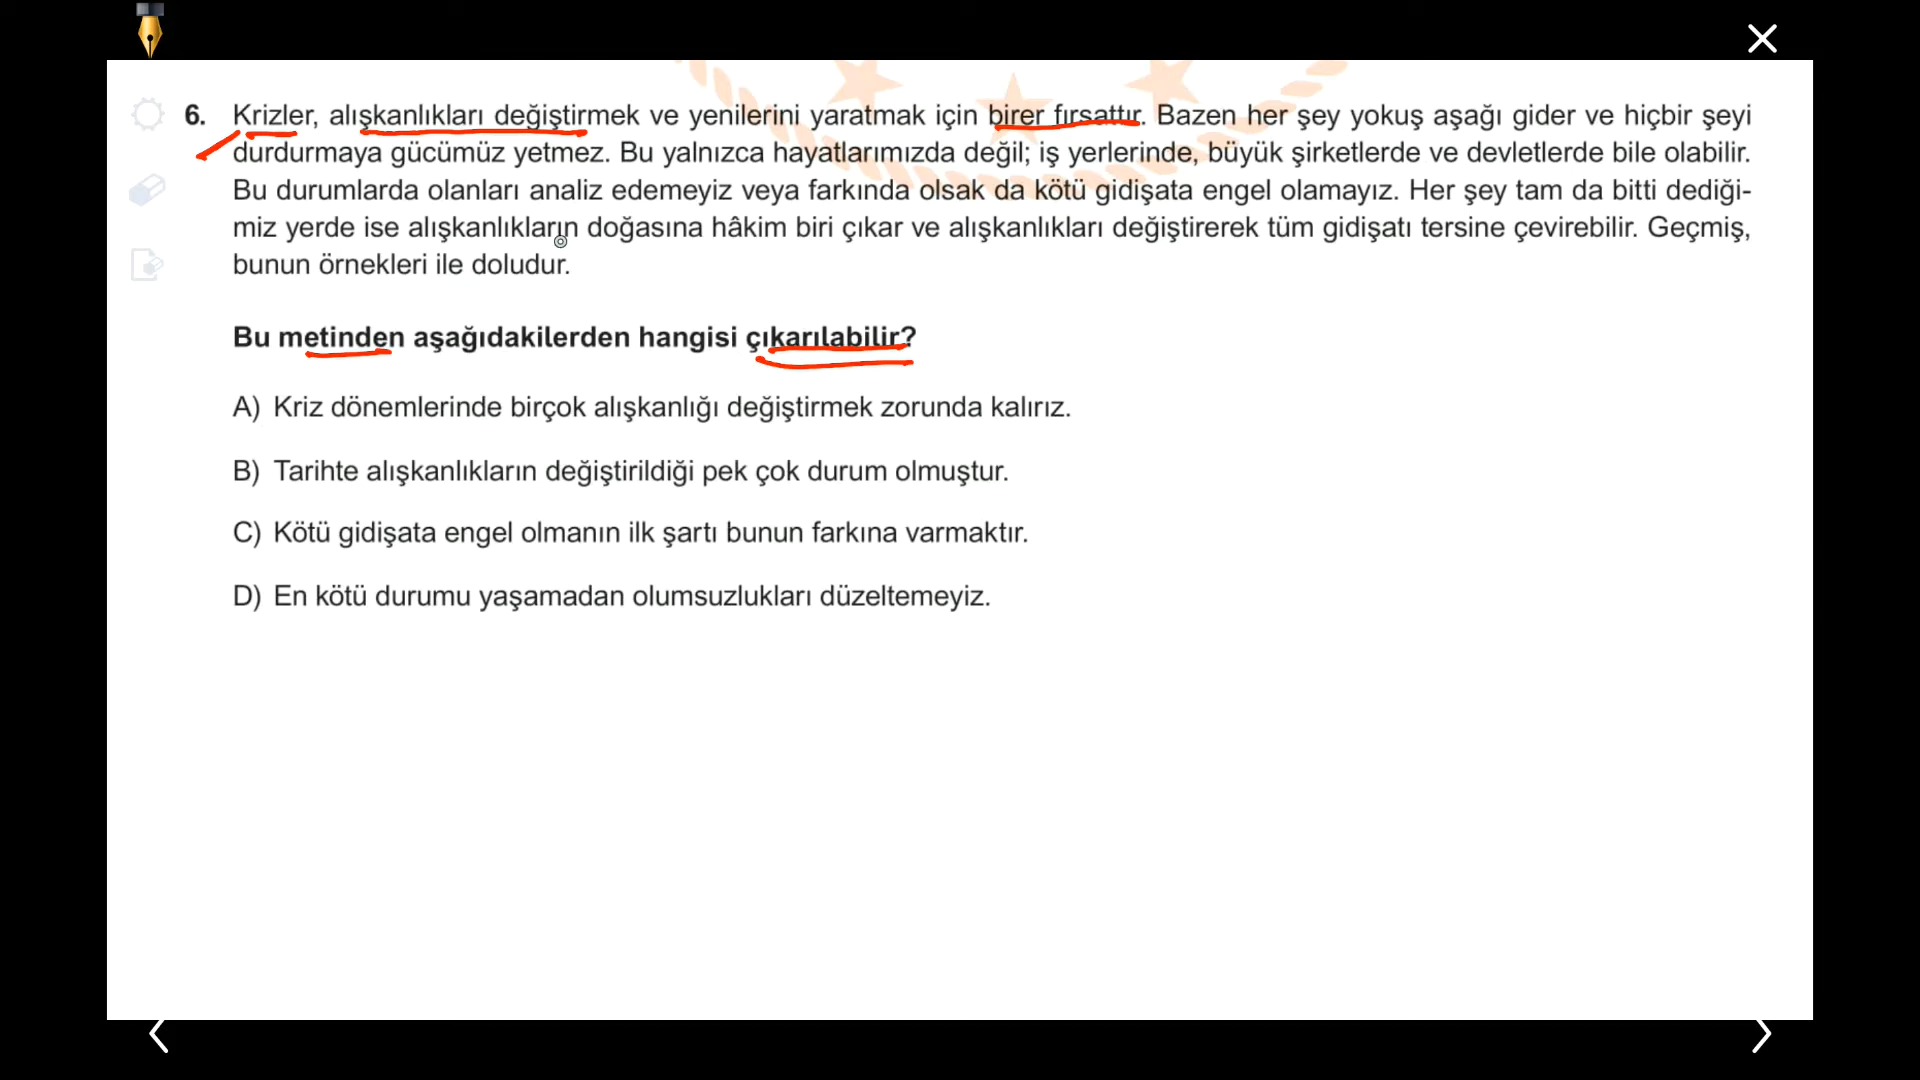 6. Krizler, alışkanlıkları değiştirmek ve yenilerini yaratmak için birer fırsattır. Bazen her şey yokuş aşağı gider ve hiçbir şeyi
durdurmaya gücümüz yetmez. Bu yalnızca hayatlarımızda değil; iş yerlerinde, büyük şirketlerde ve devletlerde bile olabilir.
Bu durumlarda olanları analiz edemeyiz veya farkında olsak da kötü gidişata engel olamayız. Her şey tam da bitti dediği-
miz yerde ise alışkanlıkların doğasına hâkim biri çıkar ve alışkanlıkları değiştirerek tüm gidişatı tersine çevirebilir. Geçmiş,
bunun örnekleri ile doludur.
Bu metinden aşağıdakilerden hangisi çıkarılabilir?
A) Kriz dönemlerinde birçok alışkanlığı değiştirmek zorunda kalırız.
B) Tarihte alışkanlıkların değiştirildiği pek çok durum olmuştur.
C) Kötü gidişata engel olmanın ilk şartı bunun farkına varmaktır.
D) En kötü durumu yaşamadan olumsuzlukları düzeltemeyiz.